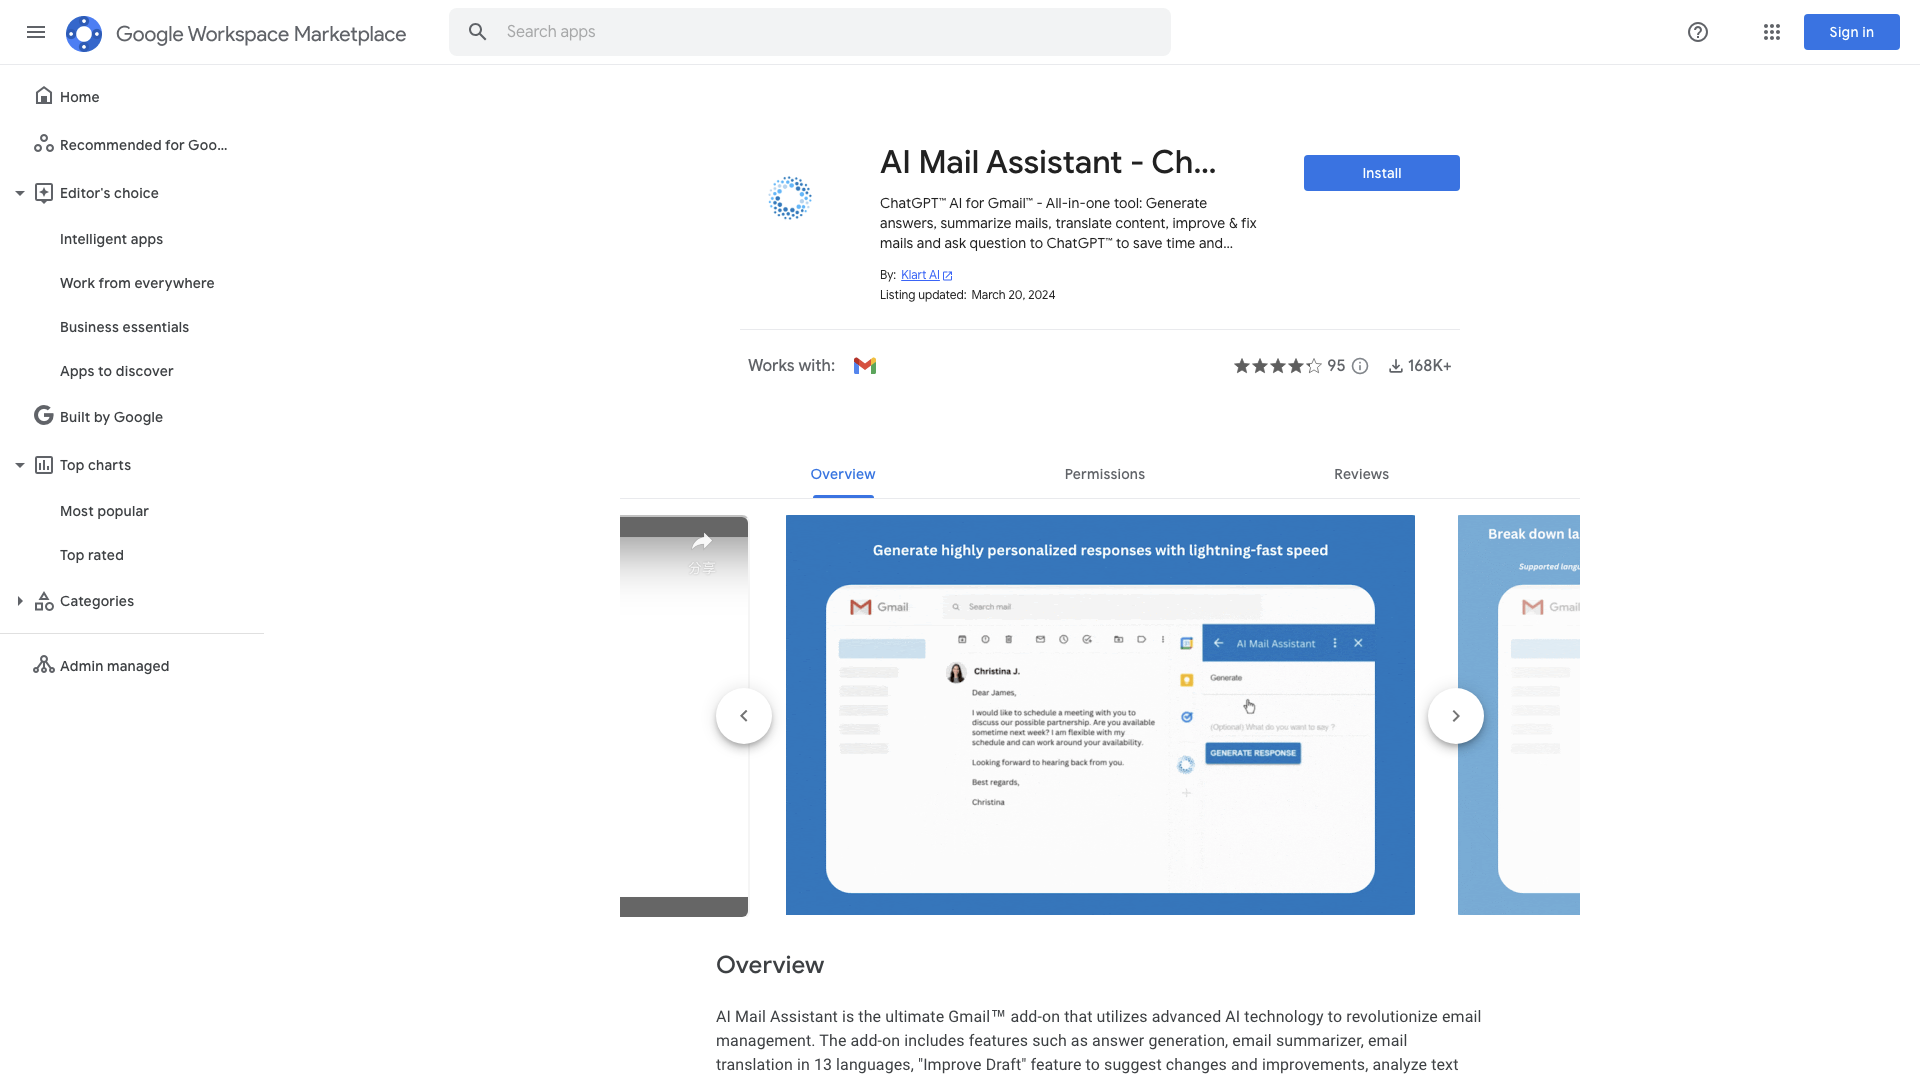 Google Workspace Marketplace
Search apps
Sign in
Home
Recommended for Goo...
Editor's choice
Intelligent apps
Work from everywhere
Business essentials
Apps to discover
Built by Google
Top charts
Most popular
Top rated
Categories
Admin managed
AI Mail Assistant - Ch...
Install
ChatGPT™ AI for Gmail™ - All-in-one tool: Generate
answers, summarize mails, translate content, improve & fix
mails and ask question to ChatGPT™ to save time and...
By: Klart AI
Listing updated: March 20, 2024
Works with:
95
168K+
Overview
Permissions
Reviews
分享
Generate highly personalized responses with lightning-fast speed
Gmail
Search mail
AI Mail Assistant
Christina J.
Generate
Dear James,
I would like to schedule a meeting with you to
discuss our possible partnership. Are you available
sometime next week? I am flexible with my
schedule and can work around your availability.
(Optional) What do you want to say ?
GENERATE RESPONSE
Looking forward to hearing back from you.
Best regards,
Christina
Break down la
Supported langu
Gmai
Overview
AI Mail Assistant is the ultimate Gmail™ add-on that utilizes advanced AI technology to revolutionize email
management. The add-on includes features such as answer generation, email summarizer, email
translation in 13 languages, "Improve Draft" feature to suggest changes and improvements, analyze text